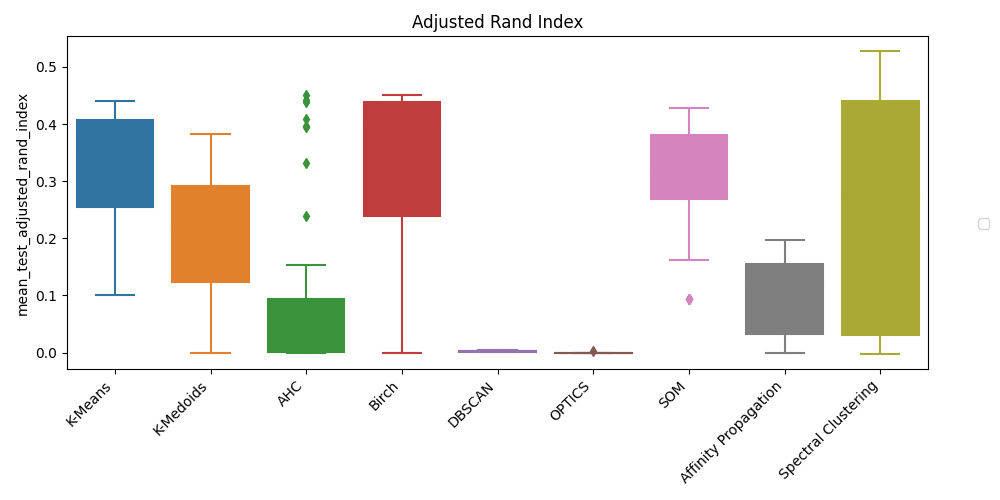 Adjusted Rand Index
mean_test_adjusted_rand_index
0.5
0.4
0.3
0.2
0.1
0.0
K-Means
K-Medoids
AHC
Birch
DBSCAN
OPTICS
SOM
Affinity Propagation
Spectral Clustering